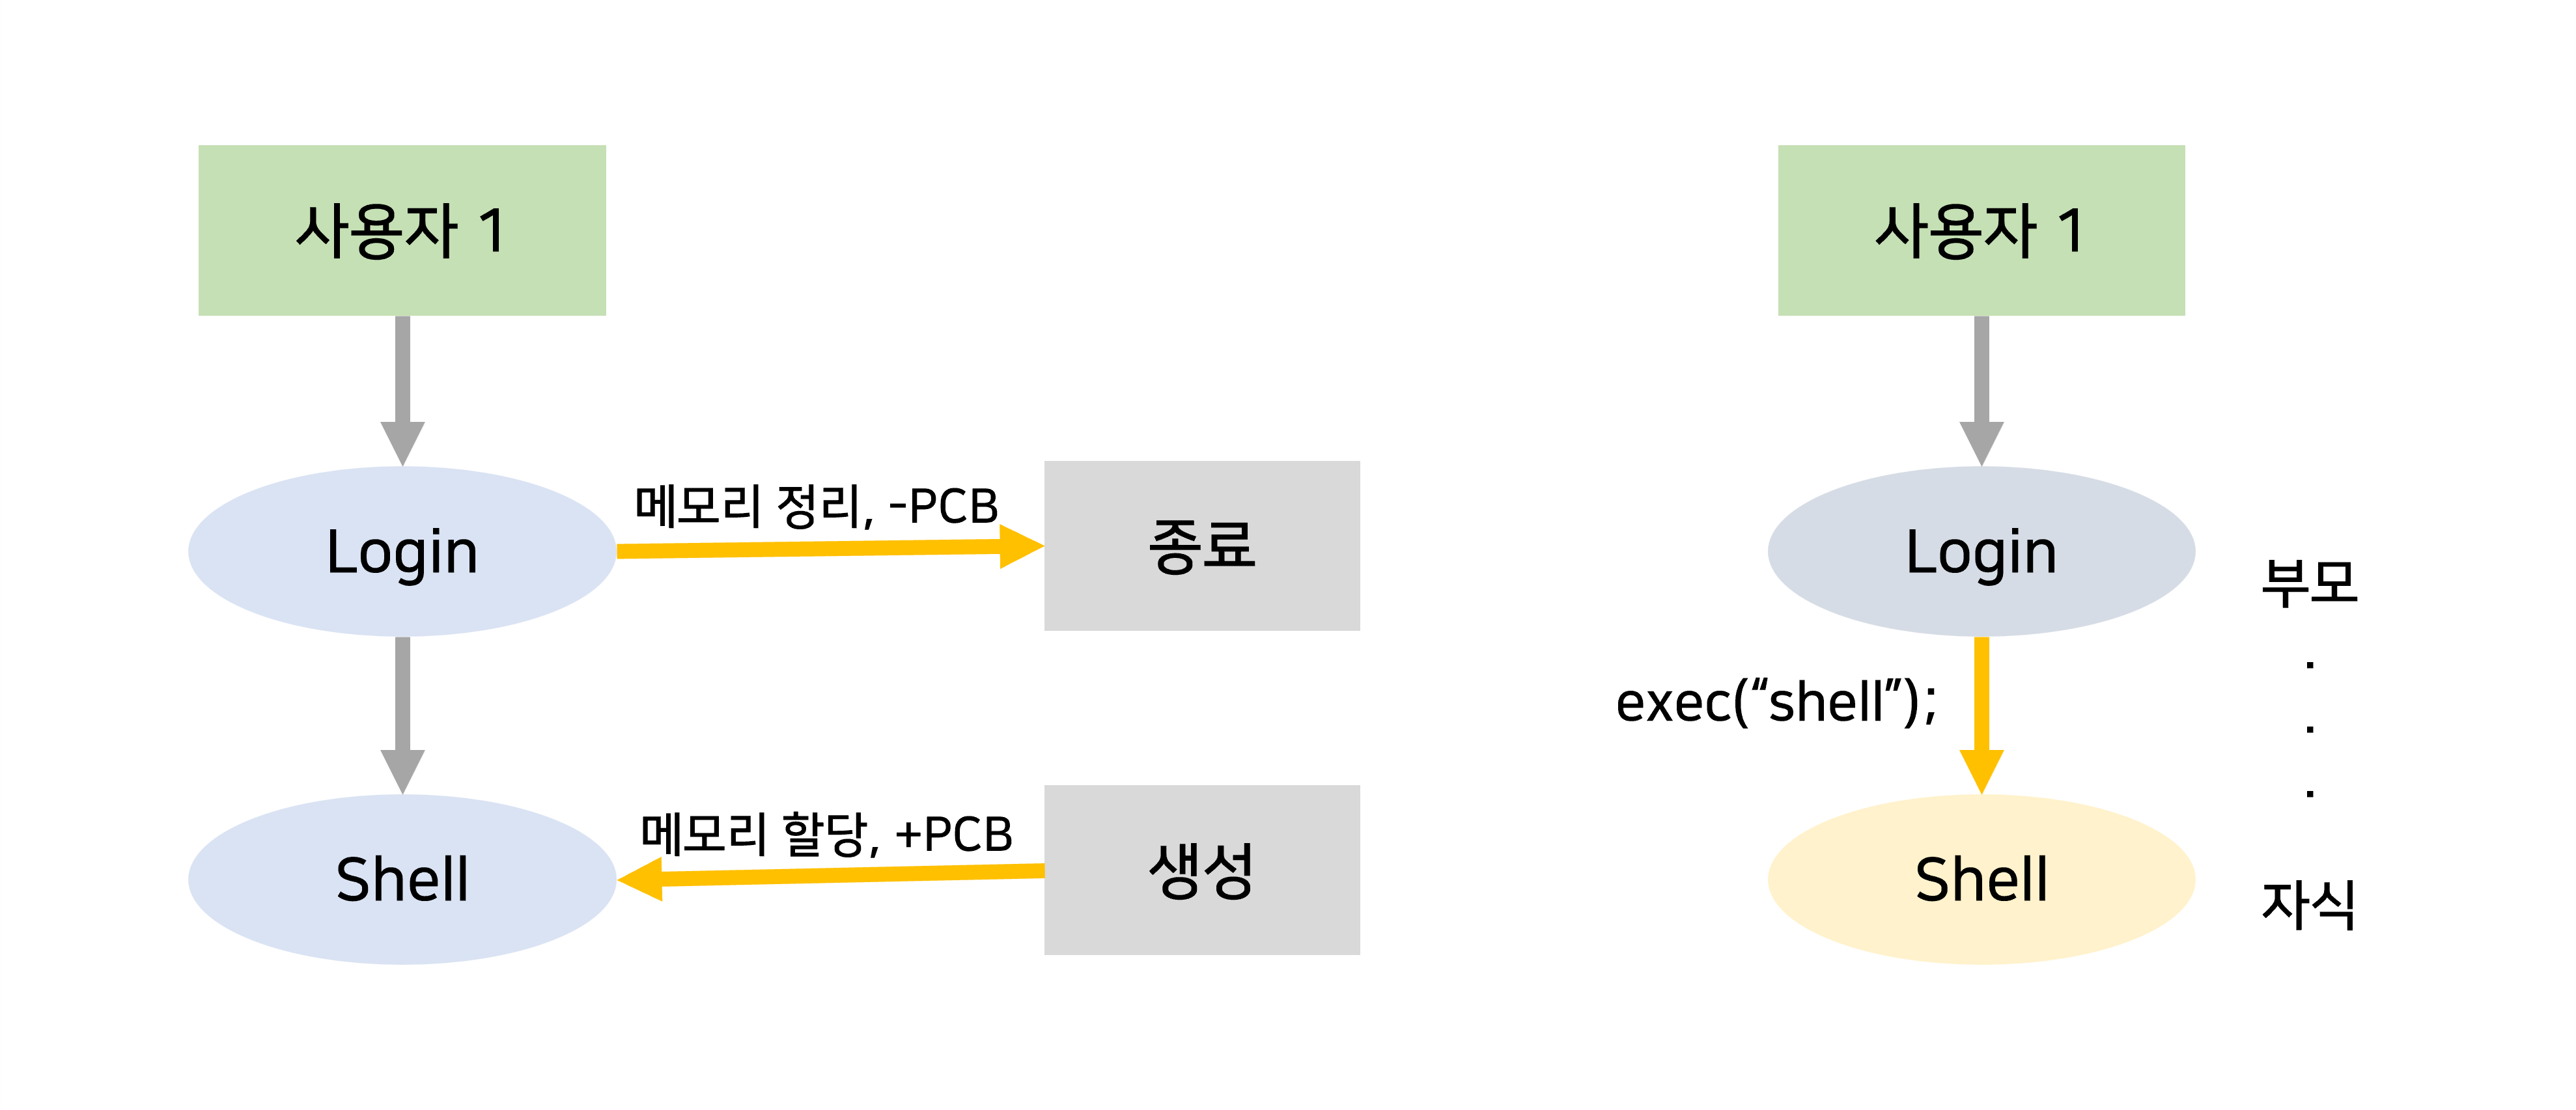 사용자 1
Login
메모리 정리, -PCB
종료
Shell
메모리 할당, +PCB
생성
사용자 1
Login
부모
exec(“shell”);
.
.
.
Shell
자식